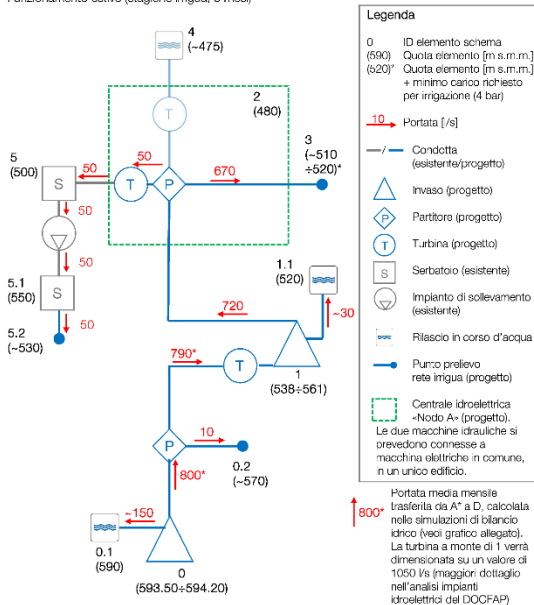 Funzionamento estivo (stagione irrigua, 5 mesi)
4
(~475)
T
2
(480)
3
(~510
÷520)*
5
(500)
50
50
670
S
T
P
50
50
5.1
(550)
S
50
5.2
(~530)
1.1
(520)
720
~30
790*
T
1
(538÷561)
P
10
0.2
(~570)
800*
~150
0.1
(590)
0
(593.50÷594.20)
Legenda
0 ID elemento schema
(590) Quota elemento [m s.m.m.]
(520)* Quota elemento [m s.m.m.]
+ minimo carico richiesto
per irrigazione (4 bar)
10 Portata [l/s]
/ Condotta
(esistente/progetto)
Invaso (progetto)
P Partitore (progetto)
T Turbina (progetto)
S Serbatoio (esistente)
Impianto di sollevamento
(esistente)
Rilascio in corso d'acqua
Punto prelievo
rete irrigua (progetto)
Centrale idroelettrica
«Nodo A» (progetto).
Le due macchine idrauliche si
prevedono connesse a
macchina elettriche in comune,
in un unico edificio.
800*
Portata media mensile
trasferita da A* a D, calcolata
nelle simulazioni di bilancio
idrico (veci grafico allegato).
La turbina a monte di 1 verrà
dimensionata su un valore di
1050 l/s (maggiori dottaglio
nell'analisi impianti
idroelettrici del DOCFAP)